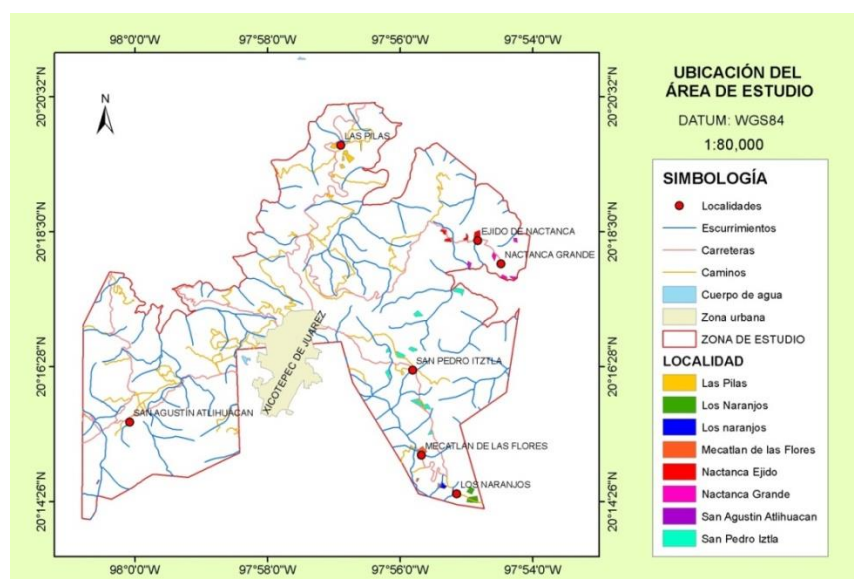 98°0'0"W 97°58'0"W 97°56'0"W 97°54'0"W
20°20'32"N
20°18'30"N
20°16'28"N
20°14'26"N
N
LAS PILAS
EJIDO DE NACTANCA
NACTANCA GRANDE
XICOTEPEC DE JUAREZ
SAN PEDRO ITZTLA
SAN AGUSTÍN ATLIHUACAN
MECATLÁN DE LAS FLORES
LOS NARANJOS
20°20'32"N
20°18'30"N
20°16'28"N
20°14'26"N
98°0'0"W 97°58'0"W 97°56'0"W 97°54'0"W
UBICACIÓN DEL
ÁREA DE ESTUDIO
DATUM: WGS84
1:80,000
SIMBOLOGÍA
Localidades
Escurrimientos
Carreteras
Caminos
Cuerpo de agua
Zona urbana
ZONA DE ESTUDIO
LOCALIDAD
Las Pilas
Los Naranjos
Los naranjos
Mecatlan de las Flores
Nactanca Ejido
Nactanca Grande
San Agustin Atlihuacan
San Pedro Iztla